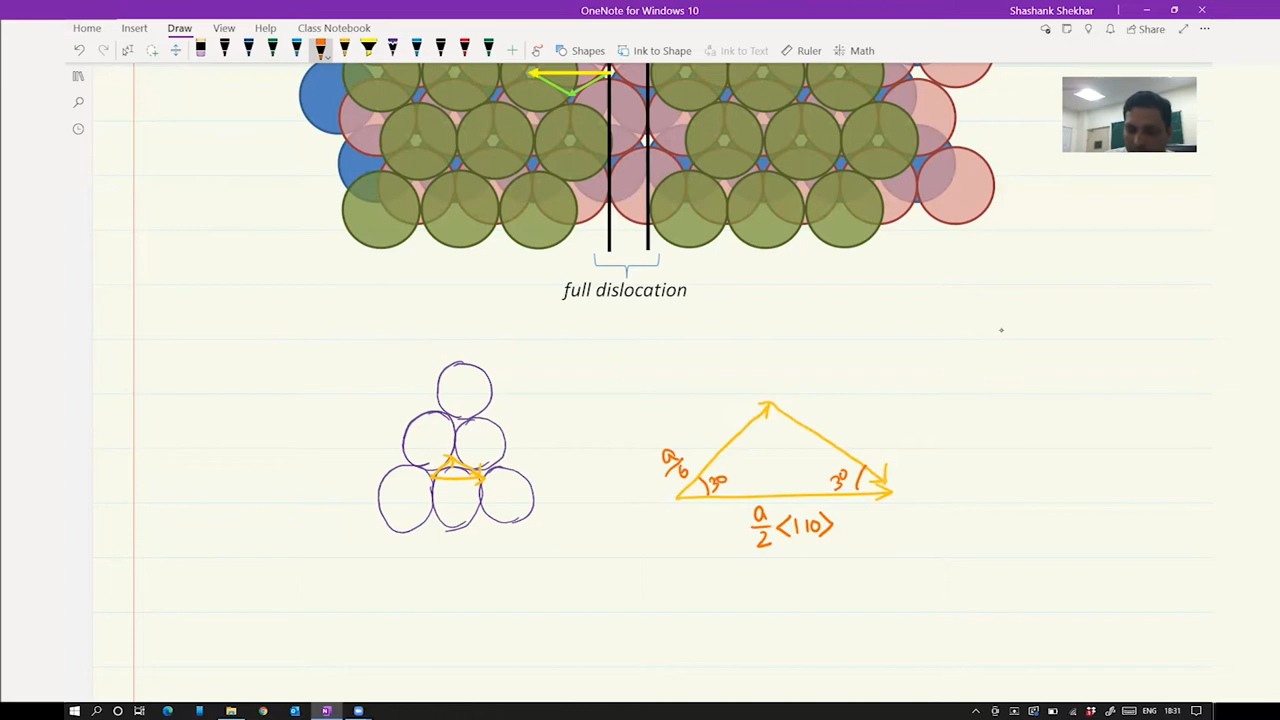 OneNote for Windows 10
Shashank Shekhar
Home Insert Draw View Help Class Notebook
Shapes Ink to Shape Ink to Text Ruler Math Share
full dislocation
a/6 30 30
a/2 <110>
ENG 18:31